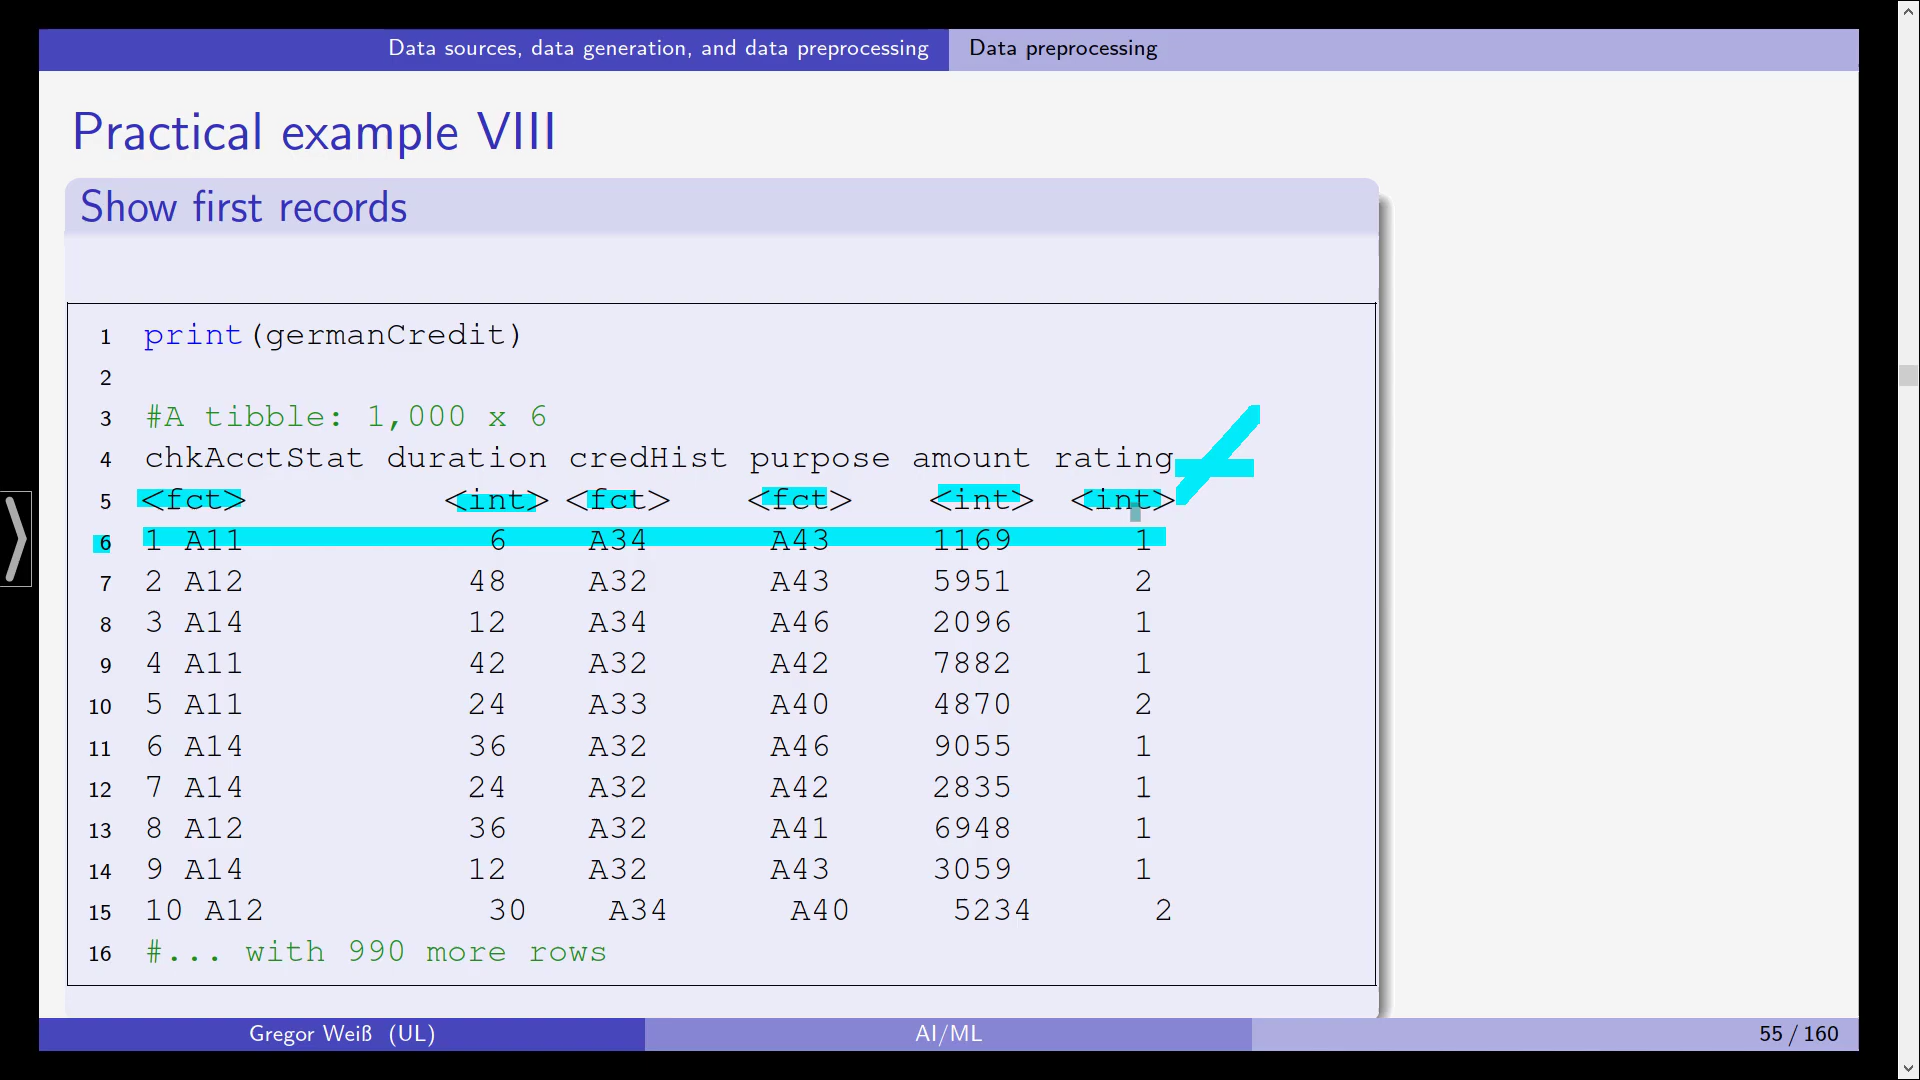 Data sources, data generation, and data preprocessing Data preprocessing
Practical example VIII
Show first records
1 print(germanCredit)
2
3 #A tibble: 1,000 x 6
4 chkAcctStat duration credHist purpose amount rating
5 <fct> <int> <fct> <fct> <int> <int>
6 1 A11 6 A34 A43 1169 1
7 2 A12 48 A32 A43 5951 2
8 3 A14 12 A34 A46 2096 1
9 4 A11 42 A32 A42 7882 1
10 5 A11 24 A33 A40 4870 2
11 6 A14 36 A32 A46 9055 1
12 7 A14 24 A32 A42 2835 1
13 8 A12 36 A32 A41 6948 1
14 9 A14 12 A32 A43 3059 1
15 10 A12 30 A34 A40 5234 2
16 #... with 990 more rows
Gregor Weiß (UL) AI/ML 55 / 160